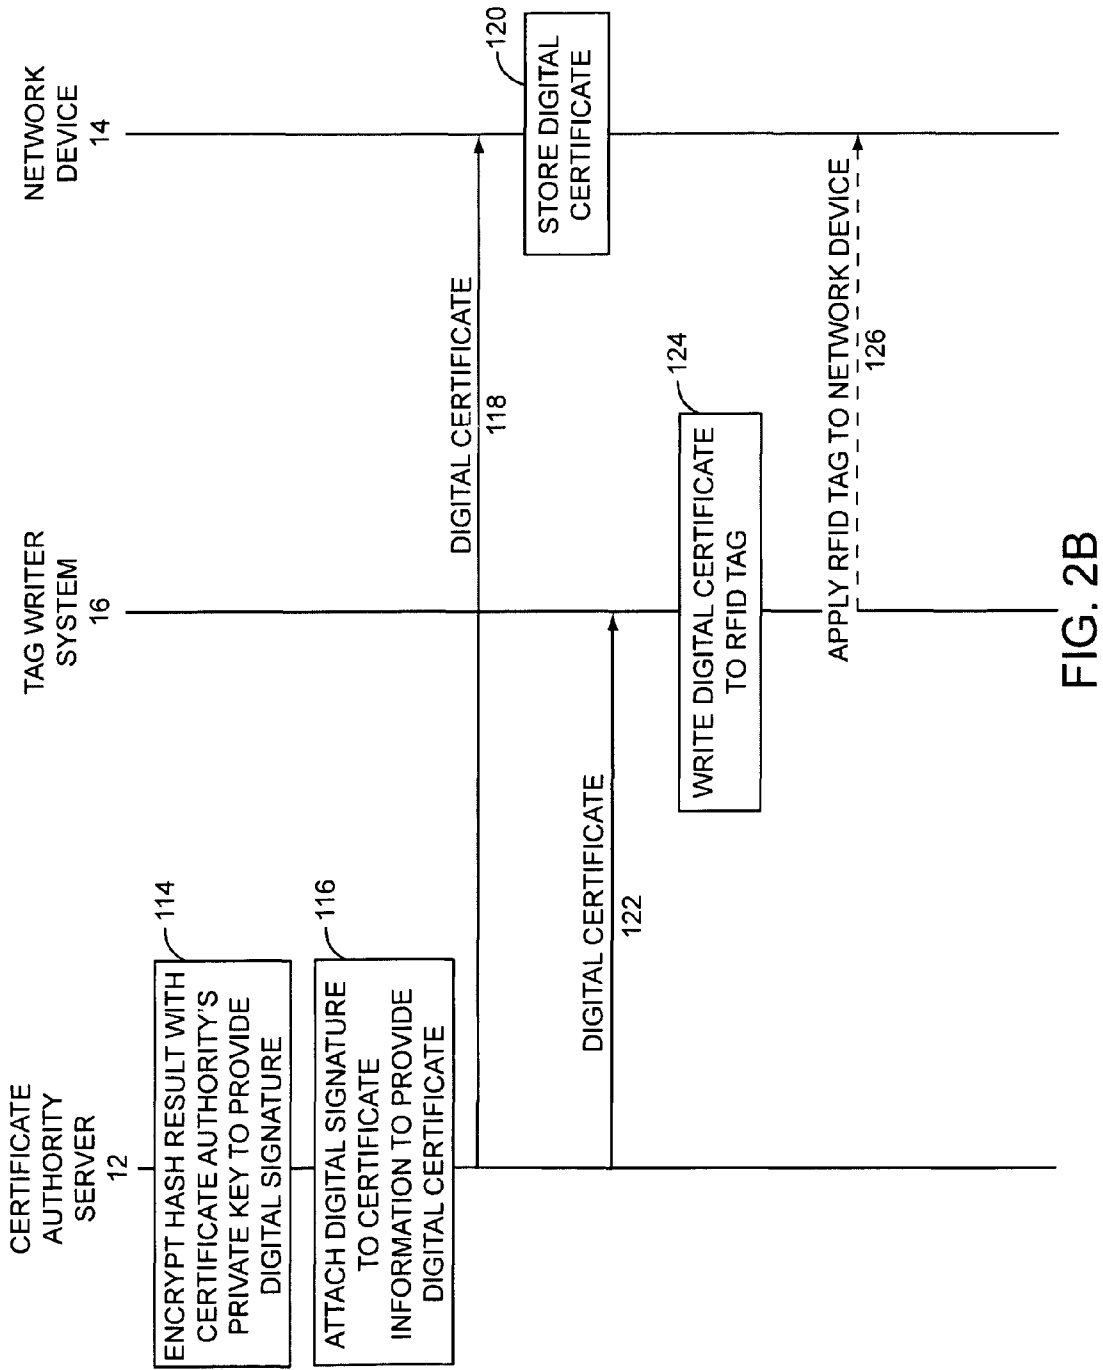 CERTIFICATE
AUTHORITY
SERVER
12
TAG WRITER
SYSTEM
16
NETWORK
DEVICE
14
ENCRYPT HASH RESULT WITH
CERTIFICATE AUTHORITY'S
PRIVATE KEY TO PROVIDE
DIGITAL SIGNATURE
114
ATTACH DIGITAL SIGNATURE
TO CERTIFICATE
INFORMATION TO PROVIDE
DIGITAL CERTIFICATE
116
DIGITAL CERTIFICATE
118
STORE DIGITAL
CERTIFICATE
120
DIGITAL CERTIFICATE
122
WRITE DIGITAL CERTIFICATE
TO RFID TAG
124
APPLY RFID TAG TO NETWORK DEVICE
126
FIG. 2B